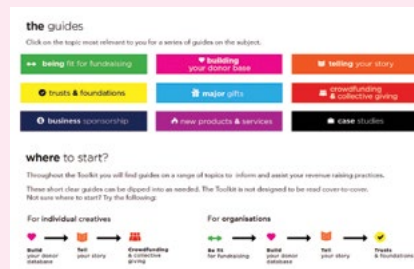 the guides
Click on the topic most relevant to you for a series of guides on the subject.
being fit for fundraising
building
your donor base
telling your story
trusts & foundations
major gifts
crowdfunding
& collective giving
business sponsorship
new products & services
case studies
where to start?
Throughout the Toolkit you will find guides on a range of topics to inform and assist your revenue raising practices.
These short clear guides can be dipped into as needed. The Toolkit is not designed to be read cover-to-cover.
Not sure where to start? Try the following:
For individual creatives
For organisations
Build
your donor
database
Tell
your story
Crowdfunding
& collective
giving
Be fit
for fundraising
Build
your donor
database
Tell
your story
Trusts
& foundations